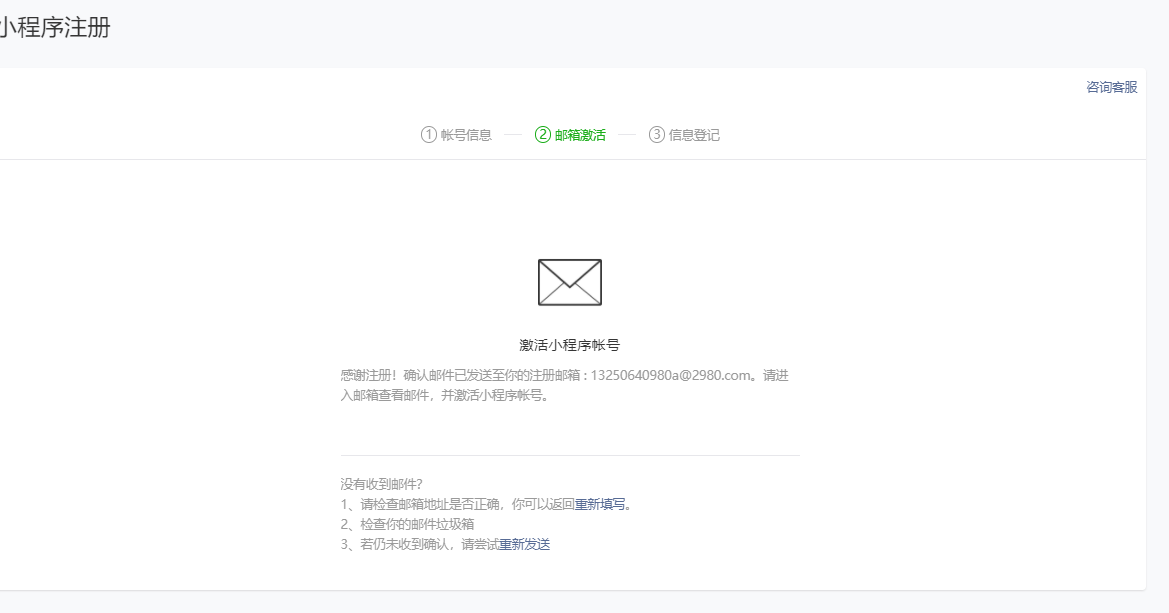 小程序注册
咨询客服
① 帐号信息 ② 邮箱激活 ③ 信息登记
激活小程序帐号
感谢注册！确认邮件已发送至你的注册邮箱 : 13250640980a@2980.com。请进
入邮箱查看邮件，并激活小程序帐号。
没有收到邮件?
1、请检查邮箱地址是否正确，你可以返回重新填写。
2、检查你的邮件垃圾箱
3、若仍未收到确认，请尝试重新发送